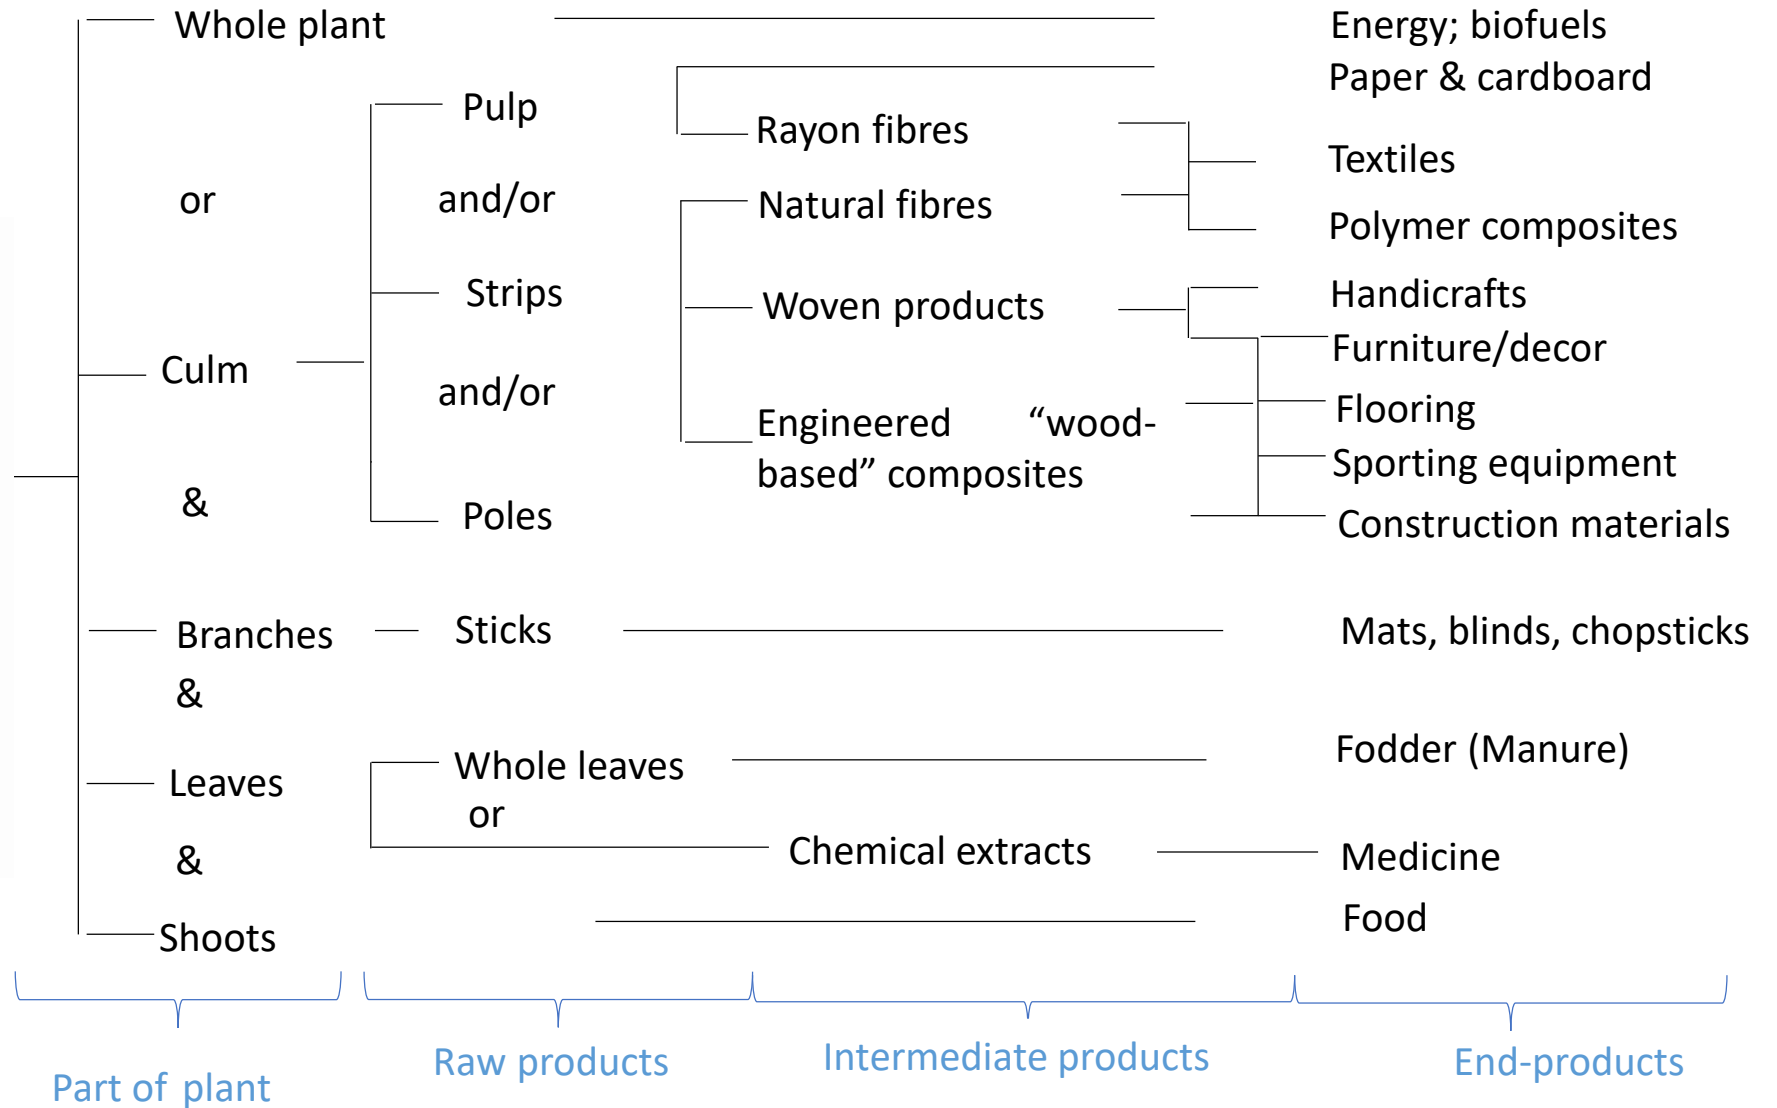 Whole plant
Energy; biofuels
Paper & cardboard
Pulp
Rayon fibres
Textiles
or
and/or
Natural fibres
Polymer composites
Strips
Woven products
Handicrafts
Furniture/decor
Culm
and/or
Flooring
Engineered "wood-
based" composites
Sporting equipment
&
Poles
Construction materials
Branches
Sticks
Mats, blinds, chopsticks
&
Fodder (Manure)
Leaves
Whole leaves
or
&
Chemical extracts
Medicine
Food
Shoots
Part of plant
Raw products
Intermediate products
End-products